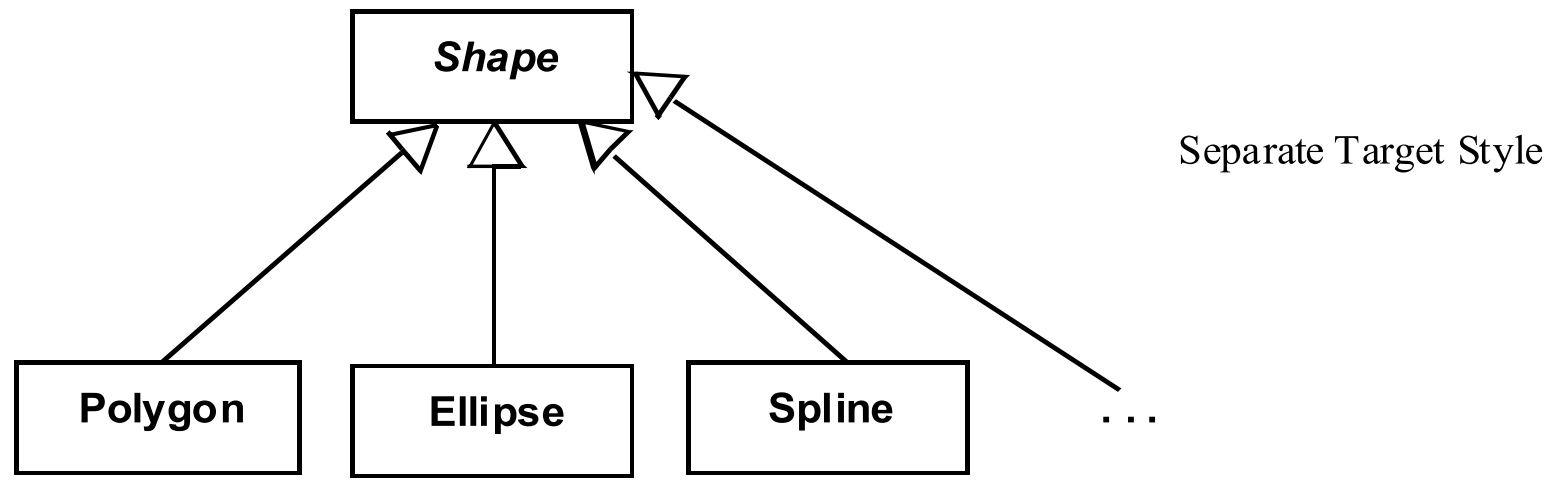 Shape
Separate Target Style
Polygon
Ellipse
Spline
. . .